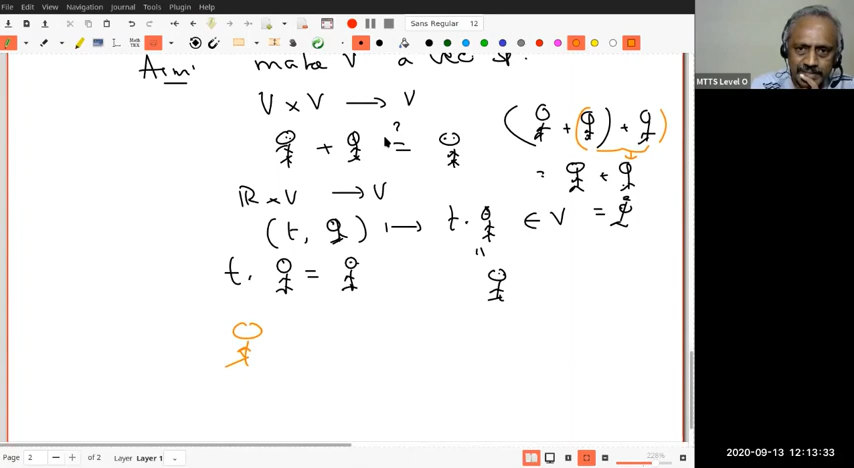 File Edit View Navigation Journal Tools Plugin Help
Sans Regular 12
Aim: make V a vec sp.
V × V → V
+ ?= 
( + ( ) + )
= +
ℝ × V → V
=
(t, ) ↦ t. ∈ V
"
t. =
MTTS Level O
2020-09-13 12:13:33
Page 2 of 2 Layer Layer 1 228%